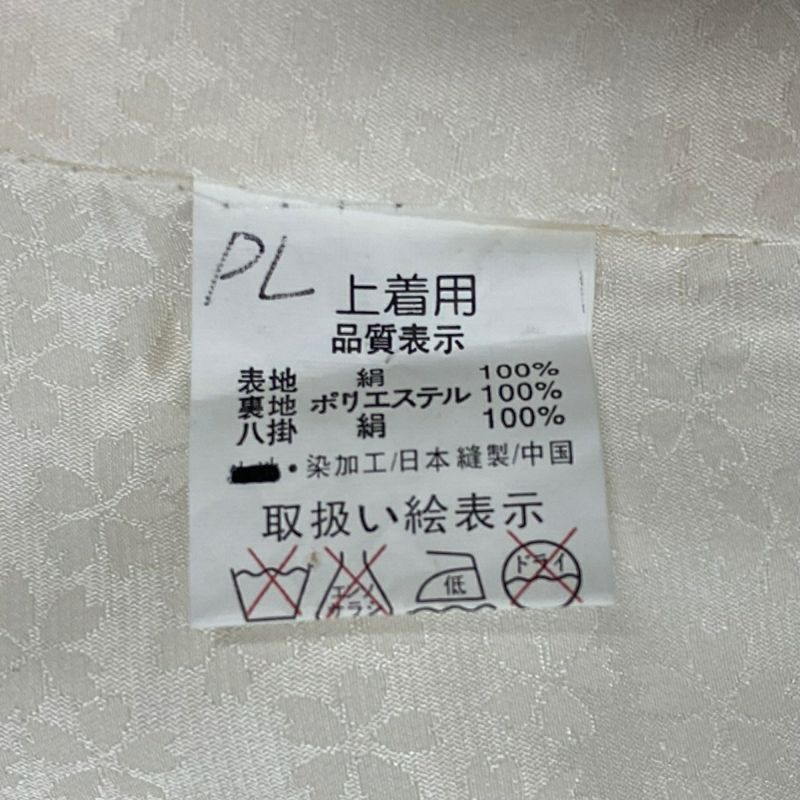 PL
上着用
品質表示
表地 絹 100%
裏地 ポリエステル 100%
八掛 絹 100%
・染加工/日本 縫製/中国
取扱い絵表示
エンソ サラシ 低 ドライ